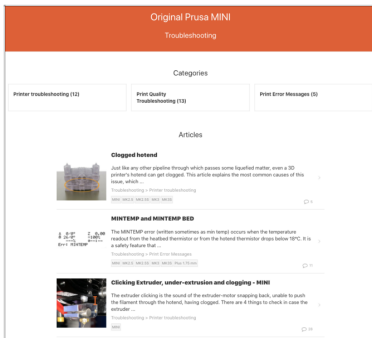 Original Prusa MINI
Troubleshooting
Categories
Printer troubleshooting (12)
Print Quality
Troubleshooting (13)
Print Error Messages (5)
Articles
Clogged hotend
Just like any other pipeline through which passes some liquefied matter, even a 3D
printer's hotend can get clogged. This article explains the most common causes of this
issue, which ...
Troubleshooting > Printer troubleshooting
MINTEMP and MINTEMP BED
The MINTEMP error (written sometimes as min temp) occurs when the temperature
readout from the heatbed thermistor or from the hotend thermistor drops below 16°C. It is
a safety feature that ...
Troubleshooting > Print Error Messages
Err: MINTEMP
Clicking Extruder, under-extrusion and clogging - MINI
The extruder clicking is the sound of the extruder-motor snapping back, unable to push
the filament through the hotend, having clogged. There are 4 things to check in case the
extruder ...
Troubleshooting > Printer troubleshooting
MINI